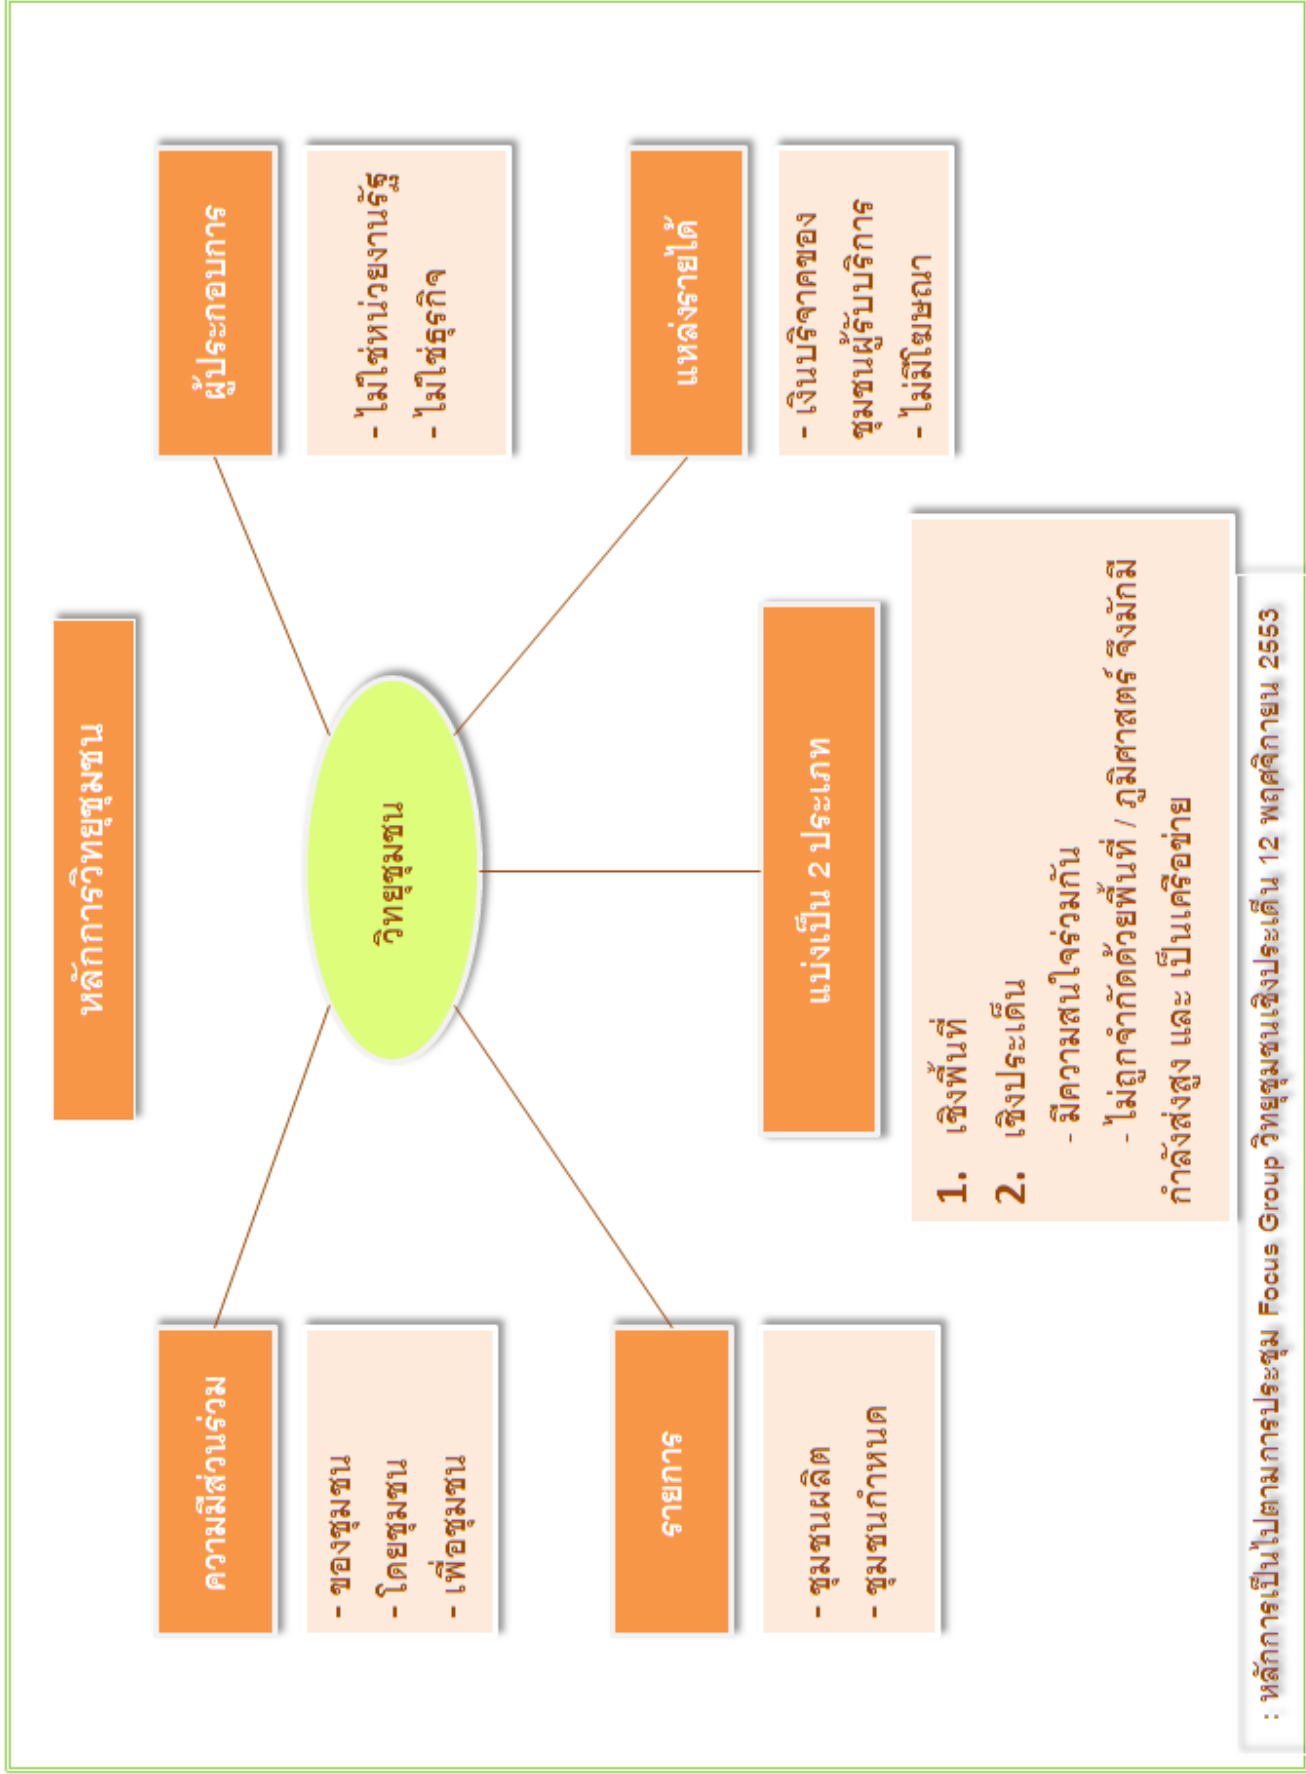 หลักการวิทยุชุมชน
ความมีส่วนร่วม
- ของชุมชน
- โดยชุมชน
- เพื่อชุมชน
ผู้ประกอบการ
- ไม่ใช่หน่วยงานรัฐ
- ไม่ใช่ธุรกิจ
วิทยุชุมชน
รายการ
- ชุมชนผลิต
- ชุมชนกำหนด
แหล่งรายได้
- เงินบริจาคของ
ชุมชนผู้รับบริการ
- ไม่มีโฆษณา
แบ่งเป็น 2 ประเภท
1. เชิงพื้นที่
2. เชิงประเด็น
- มีความสนใจร่วมกัน
- ไม่ถูกจำกัดด้วยพื้นที่ / ภูมิศาสตร์ จึงมักมี
กำลังส่งสูง และ เป็นเครือข่าย
: หลักการเป็นไปตามการประชุม Focus Group วิทยุชุมชนเชิงประเด็น 12 พฤศจิกายน 2553